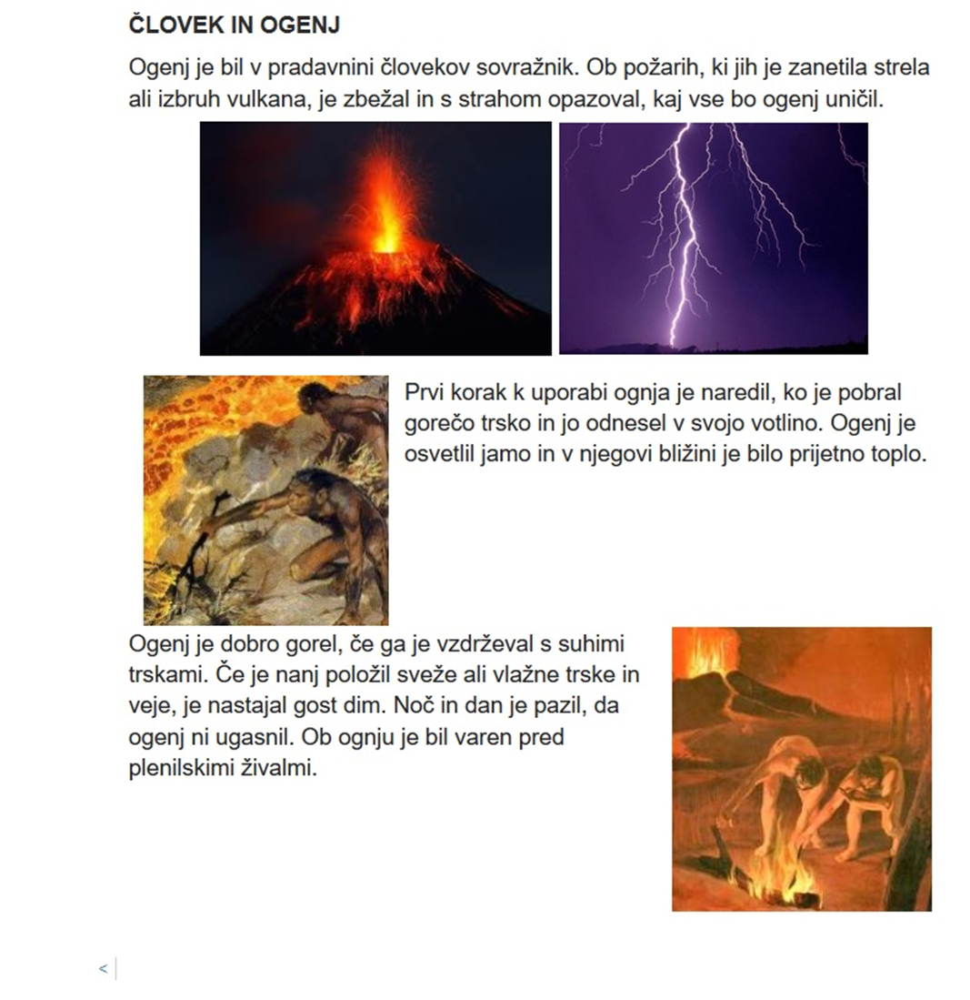 ČLOVEK IN OGENJ
Ogenj je bil v pradavnini človekov sovražnik. Ob požarih, ki jih je zanetila strela
ali izbruh vulkana, je zbežal in s strahom opazoval, kaj vse bo ogenj uničil.
Prvi korak k uporabi ognja je naredil, ko je pobral
gorečo trsko in jo odnesel v svojo votlino. Ogenj je
osvetlil jamo in v njegovi bližini je bilo prijetno toplo.
Ogenj je dobro gorel, če ga je vzdrževal s suhimi
trskami. Če je nanj položil sveže ali vlažne trske in
veje, je nastajal gost dim. Noč in dan je pazil, da
ogenj ni ugasnil. Ob ognju je bil varen pred
plenilskimi živalmi.
<